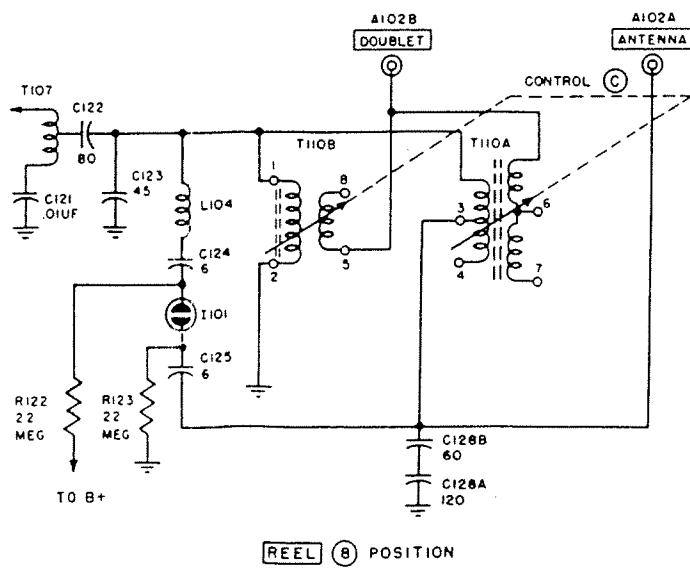 A102B
DOUBLET
A102A
ANTENNA
CONTROL C
T107
C122
80
T110B
T110A
1
8
3
6
C121
.01UF
C123
45
L104
C124
6
2
5
4
7
I101
R122
22
MEG
R123
22
MEG
C125
6
C128B
60
C128A
120
TO B+
REEL 8 POSITION